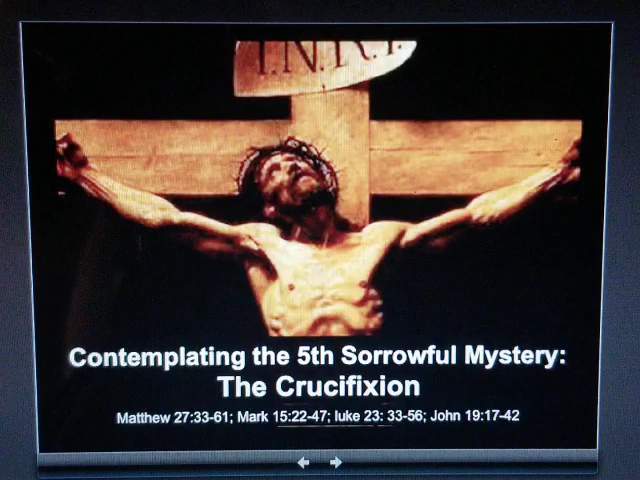 I.N.R.I.
Contemplating the 5th Sorrowful Mystery:
The Crucifixion
Matthew 27:33-61; Mark 15:22-47; luke 23: 33-56; John 19:17-42